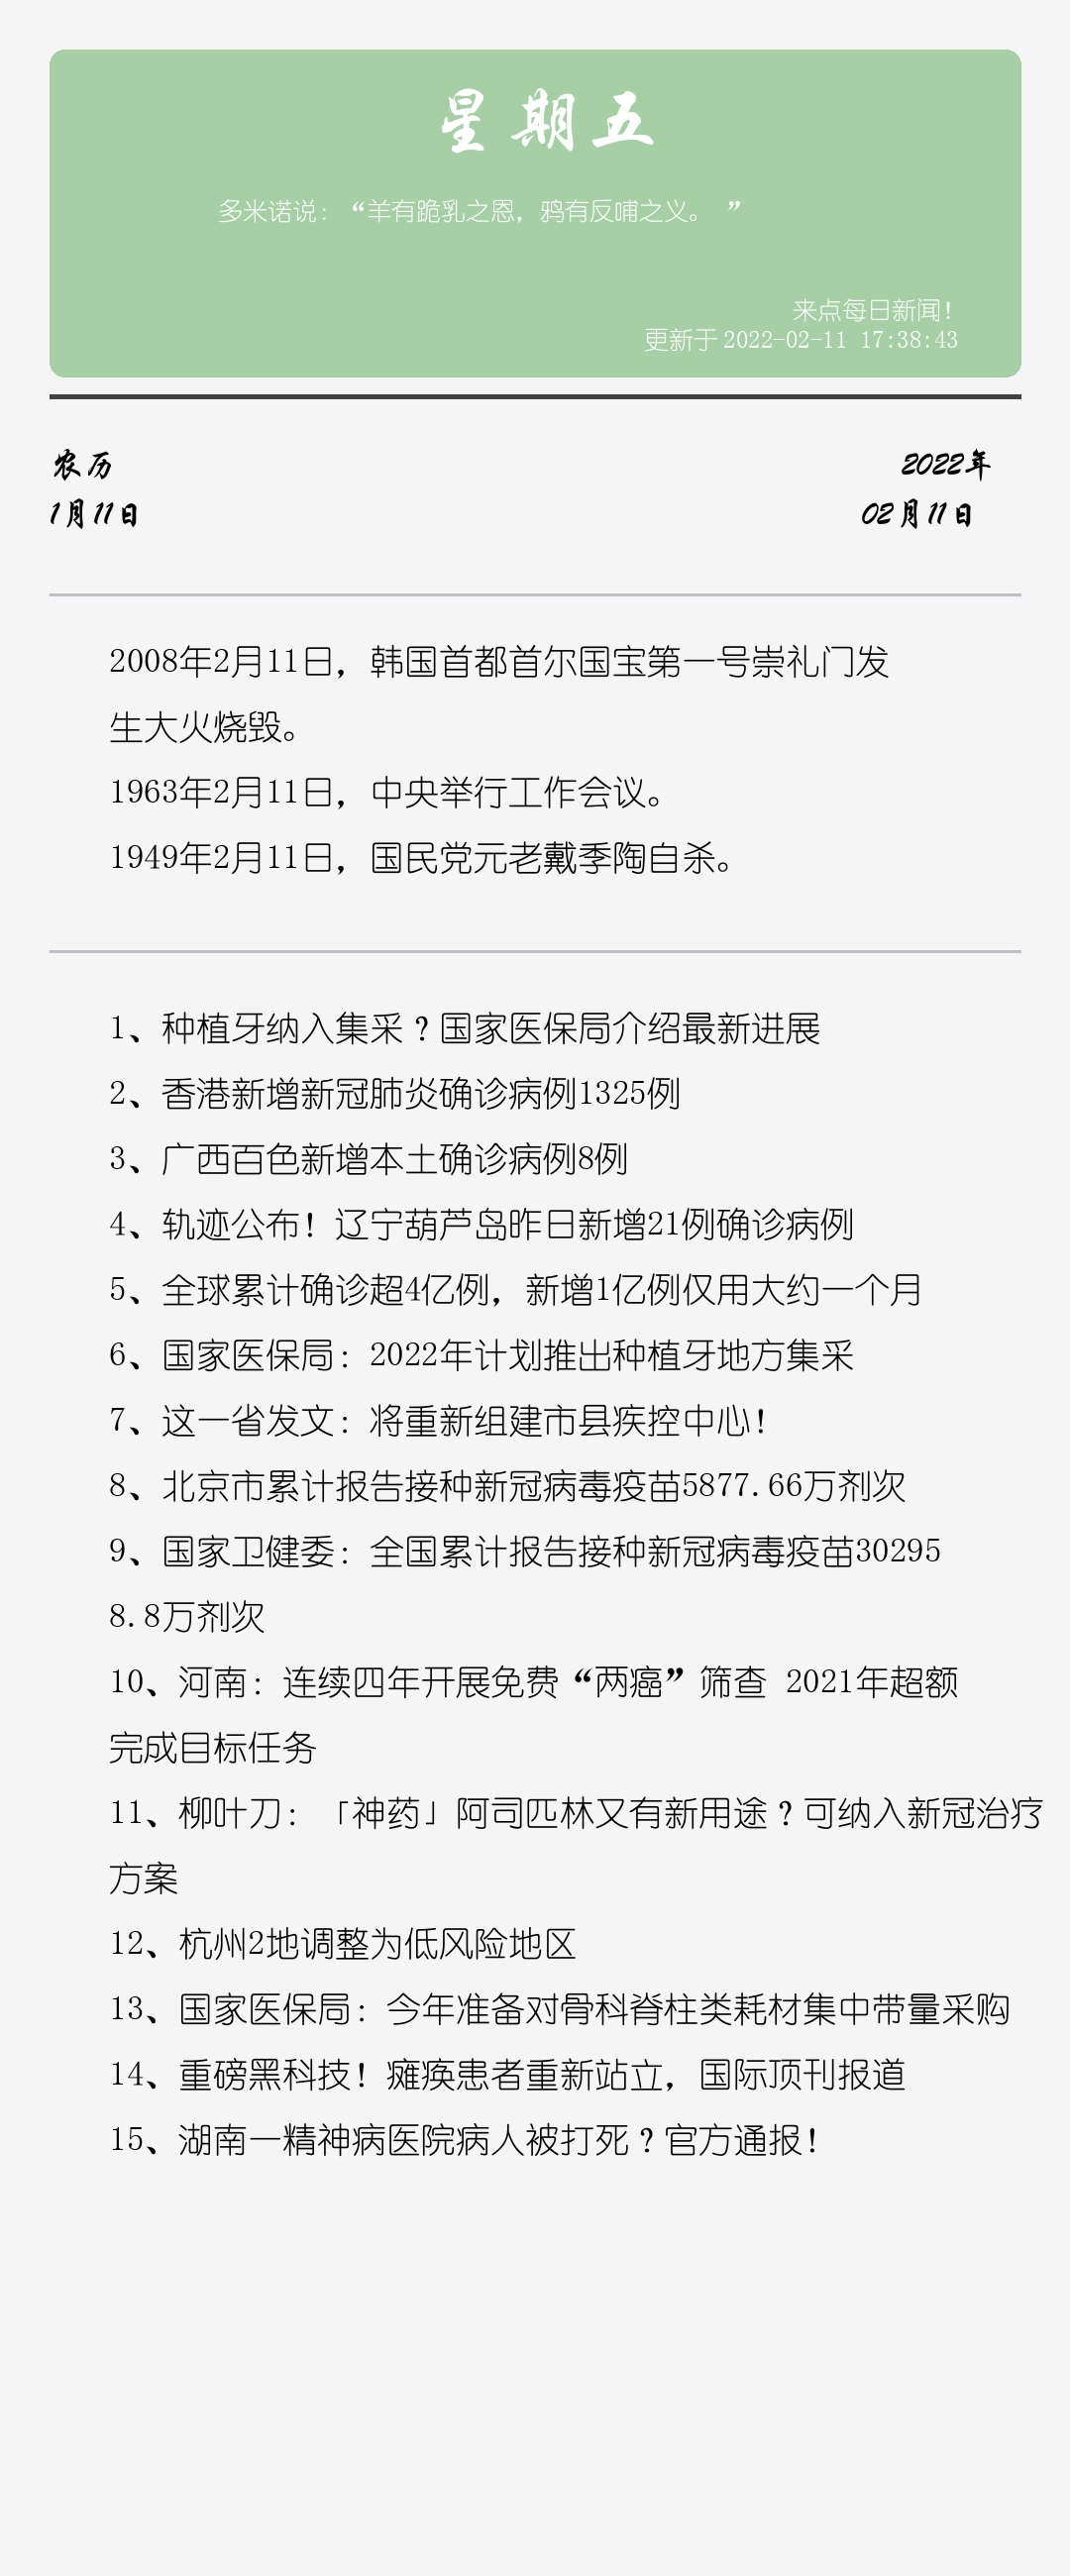 星期五
多米诺说：“羊有跪乳之恩，鸦有反哺之义。 ”
来点每日新闻！
更新于 2022-02-11 17:38:43
农历
2022年
1月11日
02月11日
2008年2月11日，韩国首都首尔国宝第一号崇礼门发
生大火烧毁。
1963年2月11日，中央举行工作会议。
1949年2月11日，国民党元老戴季陶自杀。
1、种植牙纳入集采？国家医保局介绍最新进展
2、香港新增新冠肺炎确诊病例1325例
3、广西百色新增本土确诊病例8例
4、轨迹公布！辽宁葫芦岛昨日新增21例确诊病例
5、全球累计确诊超4亿例，新增1亿例仅用大约一个月
6、国家医保局：2022年计划推出种植牙地方集采
7、这一省发文：将重新组建市县疾控中心！
8、北京市累计报告接种新冠病毒疫苗5877.66万剂次
9、国家卫健委：全国累计报告接种新冠病毒疫苗30295
8.8万剂次
10、河南：连续四年开展免费“两癌”筛查 2021年超额
完成目标任务
11、柳叶刀：「神药」阿司匹林又有新用途？可纳入新冠治疗
方案
12、杭州2地调整为低风险地区
13、国家医保局：今年准备对骨科脊柱类耗材集中带量采购
14、重磅黑科技！瘫痪患者重新站立，国际顶刊报道
15、湖南一精神病医院病人被打死？官方通报！